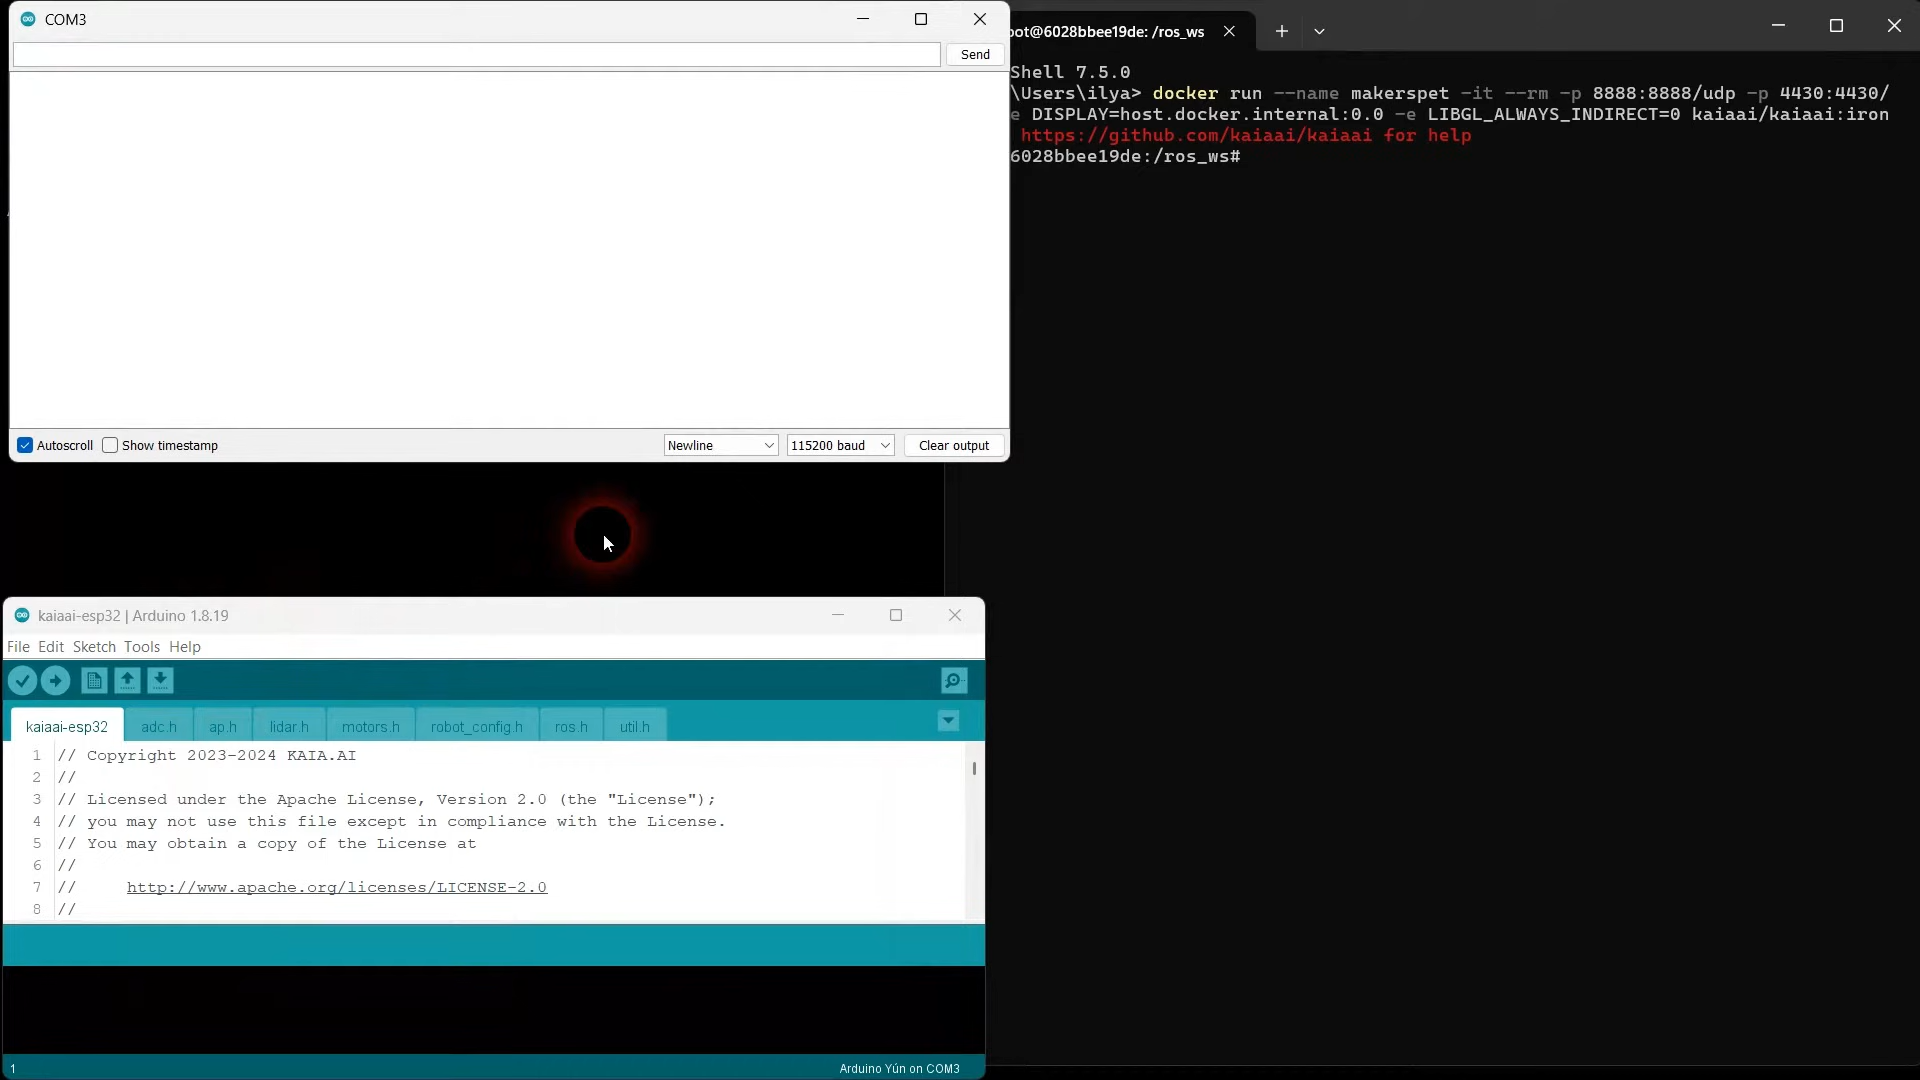 COM3
Send
Autoscroll
Show timestamp
Newline
115200 baud
Clear output
oot@6028bbee19de: /ros_ws
Shell 7.5.0
\Users\ilya> docker run --name makerspet -it --rm -p 8888:8888/udp -p 4430:4430/
e DISPLAY=host.docker.internal:0.0 -e LIBGL_ALWAYS_INDIRECT=0 kaiaai/kaiaai:iron
https://github.com/kaiaai/kaiaai for help
6028bbee19de:/ros_ws#
kaiaai-esp32 | Arduino 1.8.19
File Edit Sketch Tools Help
kaiaai-esp32 adc.h ap.h lidar.h motors.h robot_config.h ros.h util.h
1 // Copyright 2023-2024 KAIA.AI
2 //
3 // Licensed under the Apache License, Version 2.0 (the "License");
4 // you may not use this file except in compliance with the License.
5 // You may obtain a copy of the License at
6 //
7 // http://www.apache.org/licenses/LICENSE-2.0
8 //
1
Arduino Yún on COM3